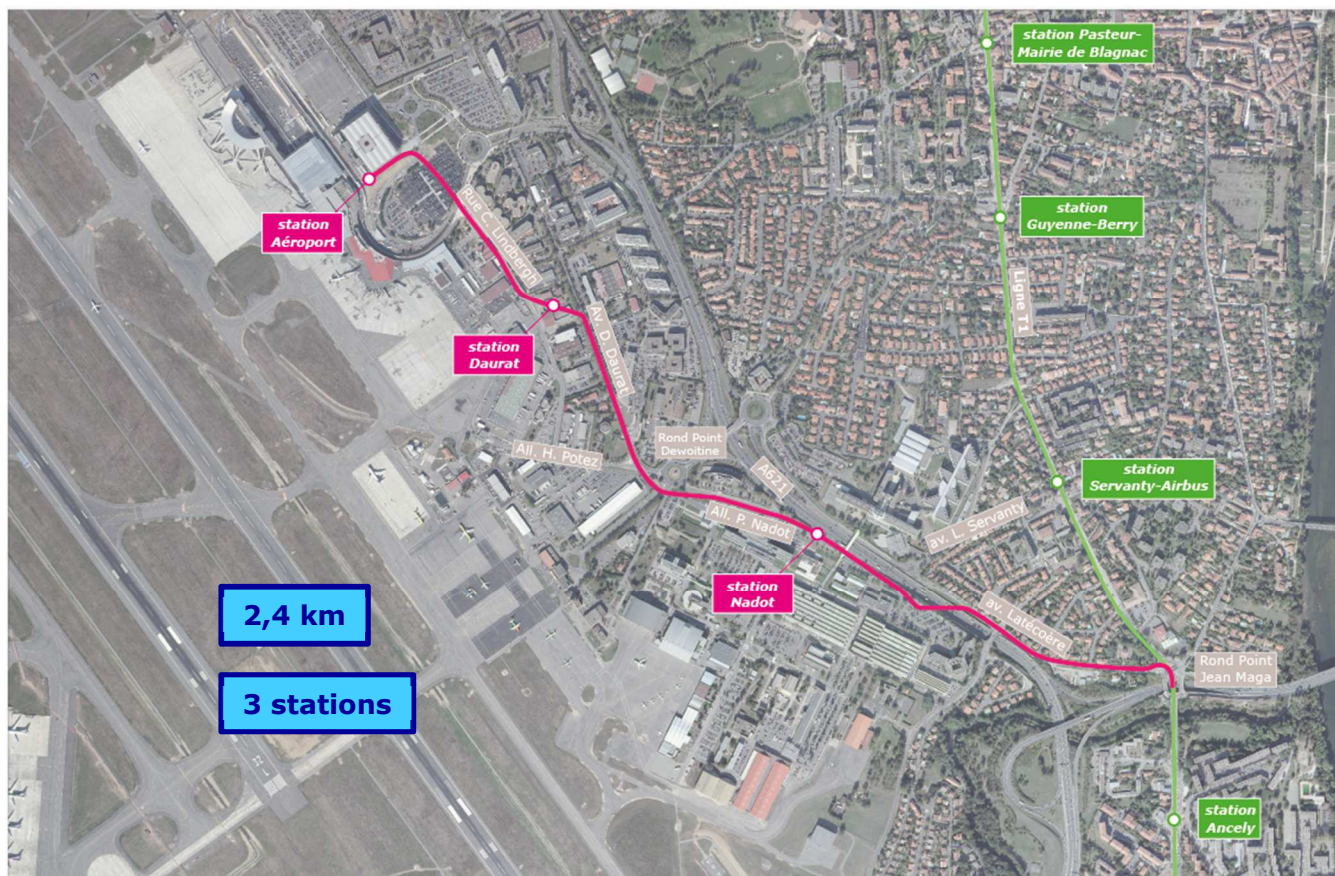 station Pasteur-
Mairie de Blagnac
station
Aéroport
Rue C. Lindbergh
station
Guyenne-Berry
Ligne T1
station
Daurat
Av. D. Daurat
Rond Point
Dewoitine
All. H. Potez
A621
station
Servanty-Airbus
All. P. Nadot
av. L. Servanty
station
Nadot
2,4 km
av. Latécoère
3 stations
Rond Point
Jean Maga
station
Ancely